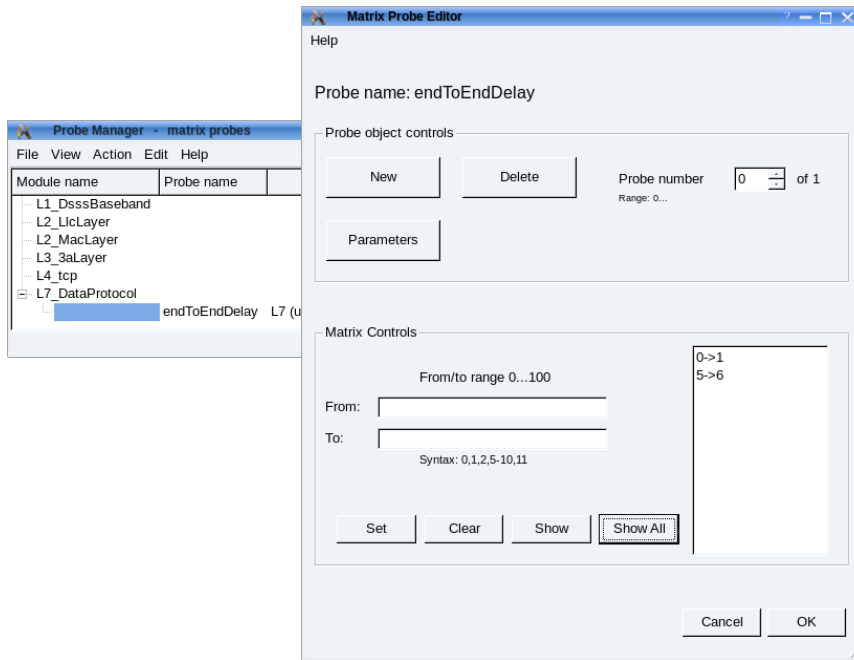 Matrix Probe Editor
Help
Probe name: endToEndDelay
Probe object controls
New Delete Probe number 0 of 1
Range: 0...
Parameters
Probe Manager - matrix probes
File View Action Edit Help
Module name Probe name
L1_DsssBaseband
L2_LlcLayer
L2_MacLayer
L3_3aLayer
L4_tcp
L7_DataProtocol
endToEndDelay L7 (u
Matrix Controls
From/to range 0...100
From:
To:
Syntax: 0,1,2,5-10,11
0->1
5->6
Set Clear Show Show All
Cancel OK